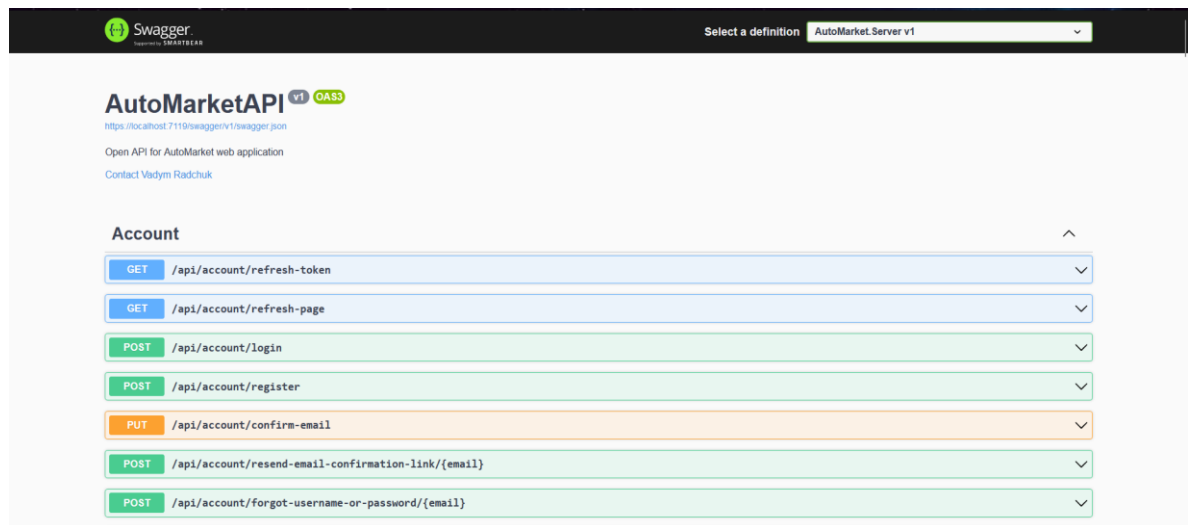 Swagger.
Supported by SMARTBEAR
Select a definition AutoMarket.Server v1
AutoMarketAPI v1 OAS3
https://localhost:7119/swagger/v1/swagger.json
Open API for AutoMarket web application
Contact Vadym Radchuk
Account
GET /api/account/refresh-token
GET /api/account/refresh-page
POST /api/account/login
POST /api/account/register
PUT /api/account/confirm-email
POST /api/account/resend-email-confirmation-link/{email}
POST /api/account/forgot-username-or-password/{email}